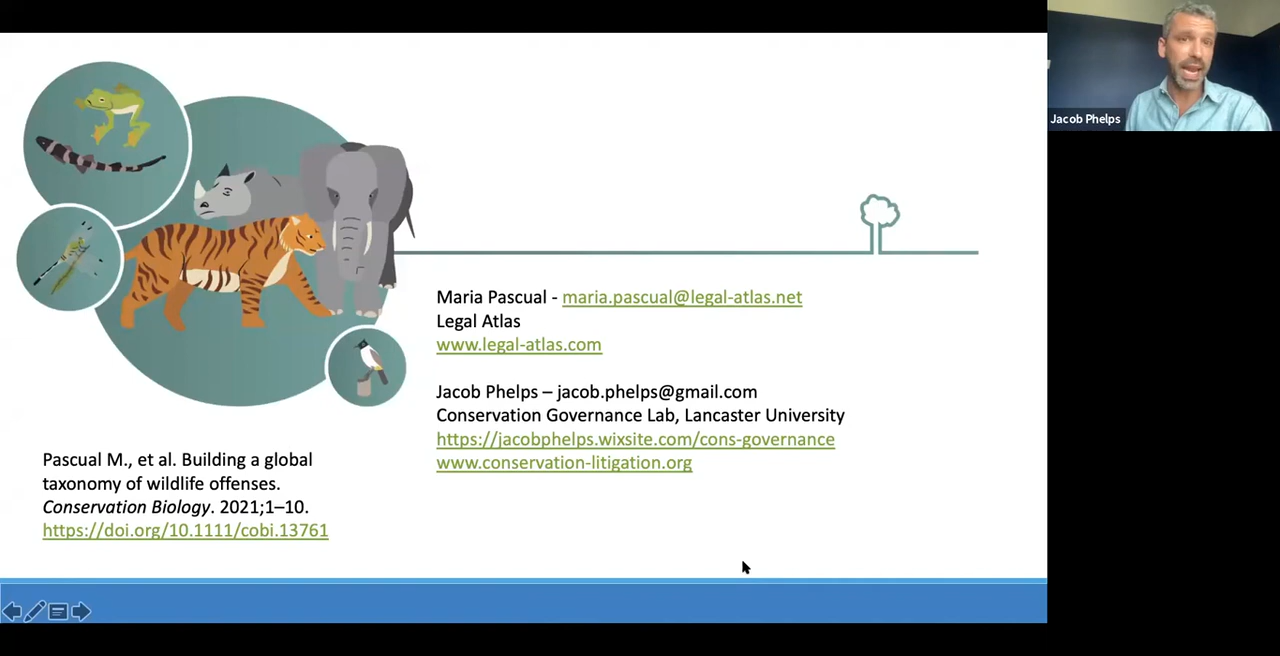 Jacob Phelps
Maria Pascual - maria.pascual@legal-atlas.net
Legal Atlas
www.legal-atlas.com
Jacob Phelps – jacob.phelps@gmail.com
Conservation Governance Lab, Lancaster University
https://jacobphelps.wixsite.com/cons-governance
www.conservation-litigation.org
Pascual M., et al. Building a global
taxonomy of wildlife offenses.
Conservation Biology. 2021;1–10.
https://doi.org/10.1111/cobi.13761